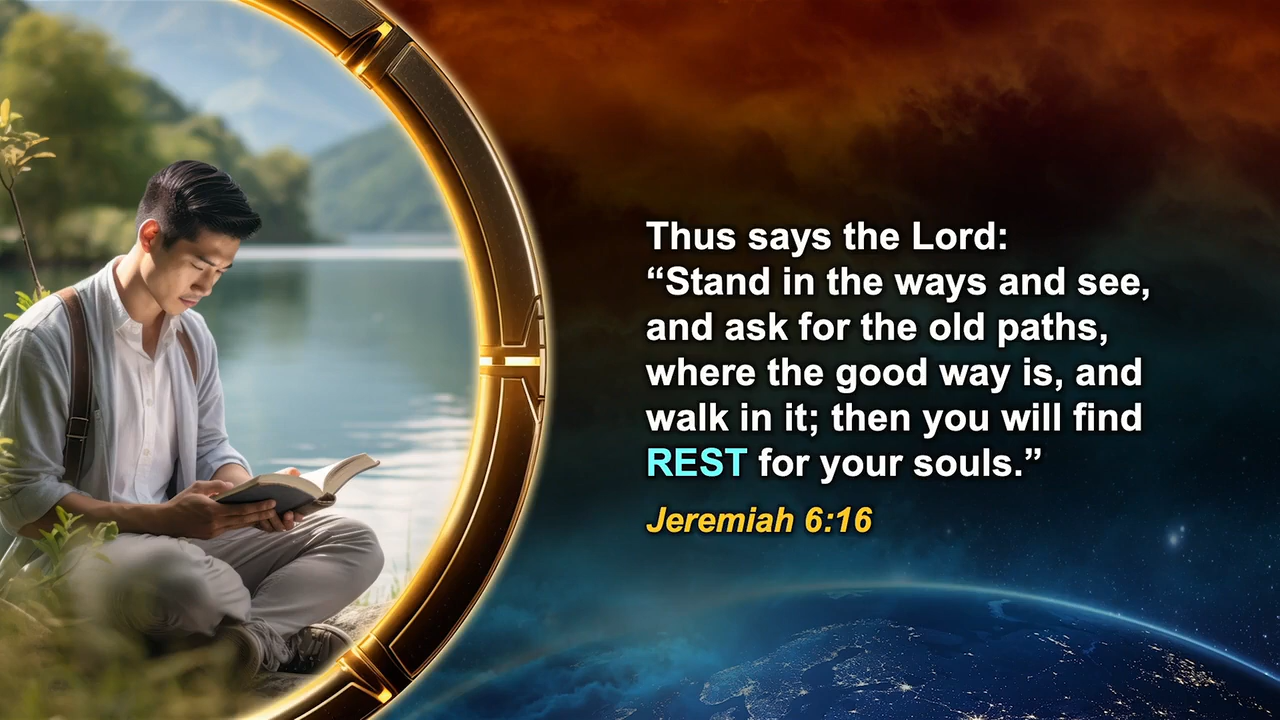 Thus says the Lord:
“Stand in the ways and see,
and ask for the old paths,
where the good way is, and
walk in it; then you will find
REST for your souls.”
Jeremiah 6:16